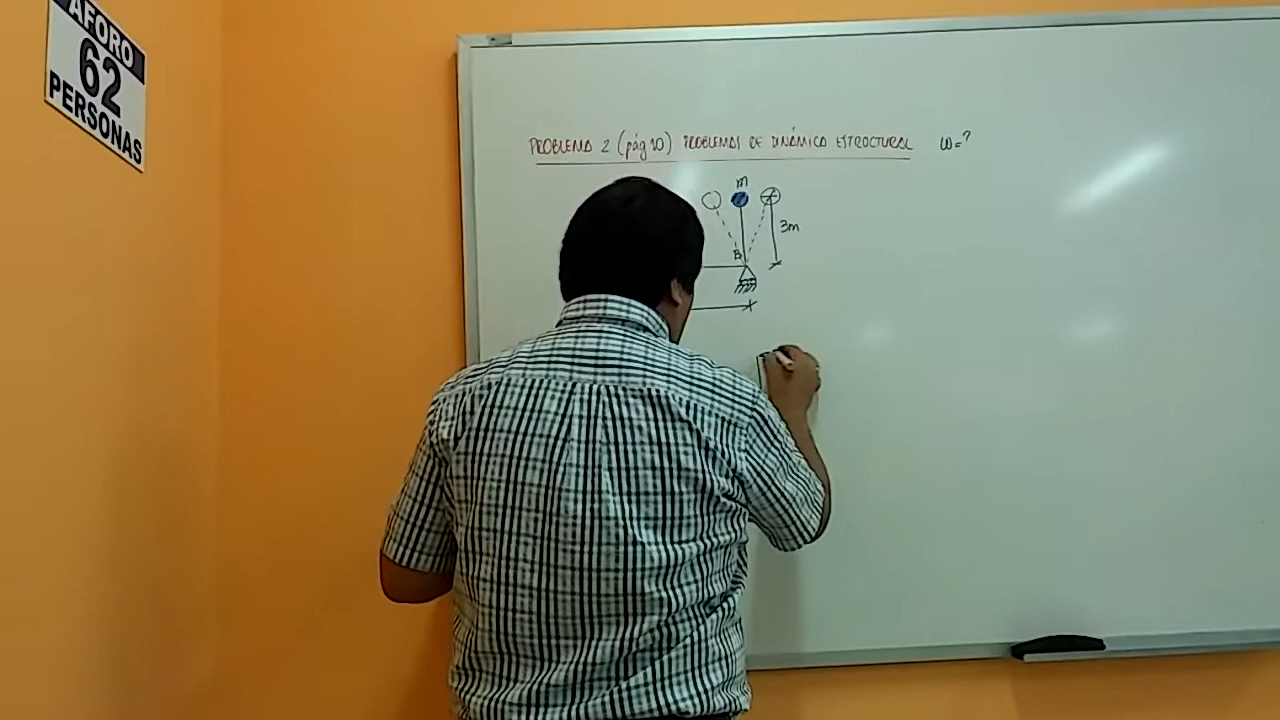 AFORO
62
PERSONAS
PROBLEMA 2 (pág 10) PROBLEMAS DE DINÁMICA ESTRUCTURAL ω=?
m
3m
B